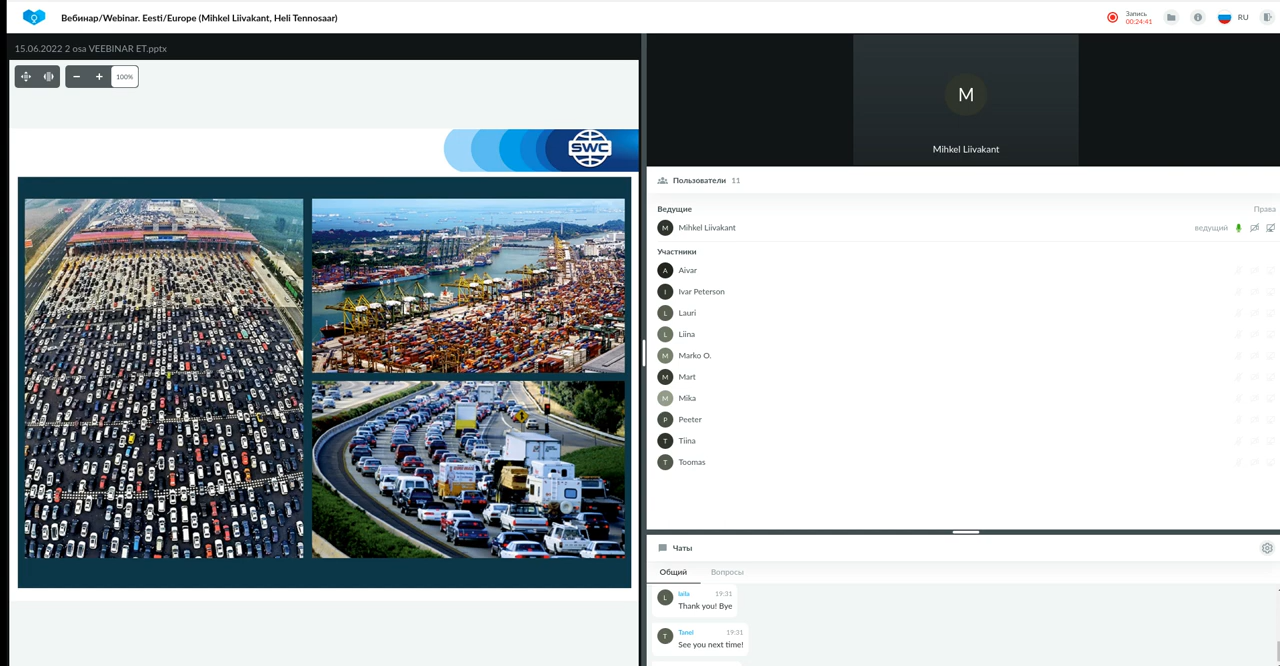 Вебинар/Webinar. Eesti/Europe (Mihkel Liivakant, Heli Tennosaar)
Запись
00:24:41
RU
15.06.2022 2 osa VEEBINAR ET.pptx
100%
SWC
M
Mihkel Liivakant
Пользователи 11
Ведущие
Права
M Mihkel Liivakant
ведущий
Участники
A Aivar
I Ivar Peterson
L Lauri
L Liina
M Marko O.
M Mart
M Mika
P Peeter
T Tiina
T Toomas
Чаты
Общий
Вопросы
L laila 19:31
Thank you! Bye
T Tanel 19:31
See you next time!